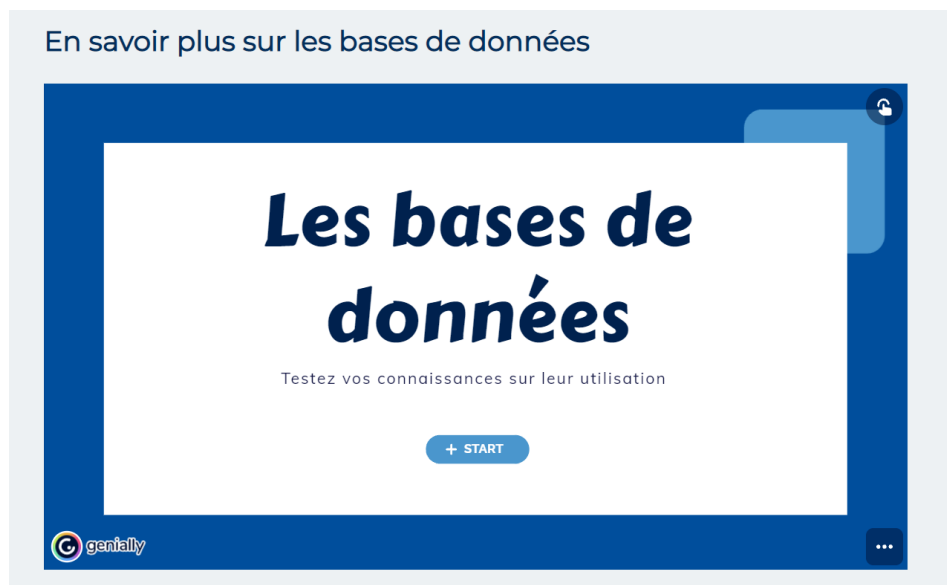 En savoir plus sur les bases de données
Les bases de
données
Testez vos connaissances sur leur utilisation
+ START
genially